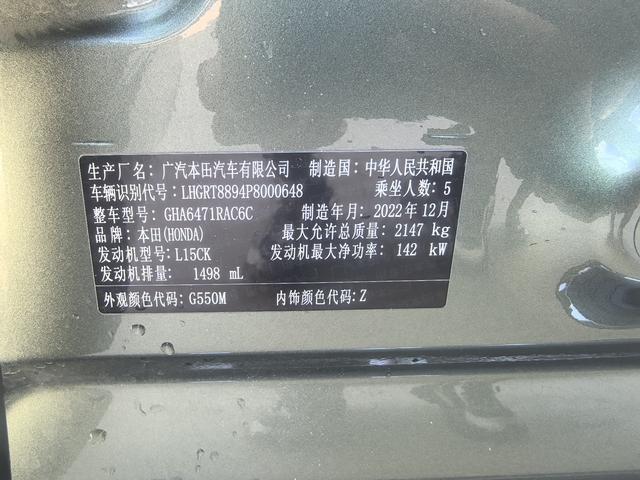 生产厂名：广汽本田汽车有限公司 制造国：中华人民共和国
车辆识别代号：LHGRT8894P8000648 乘坐人数：5
整车型号：GHA6471RAC6C 制造年月：2022年12月
品牌：本田(HONDA) 最大允许总质量：2147 kg
发动机型号：L15CK 发动机最大净功率：142 kW
发动机排量： 1498 mL
外观颜色代码：G550M 内饰颜色代码：Z